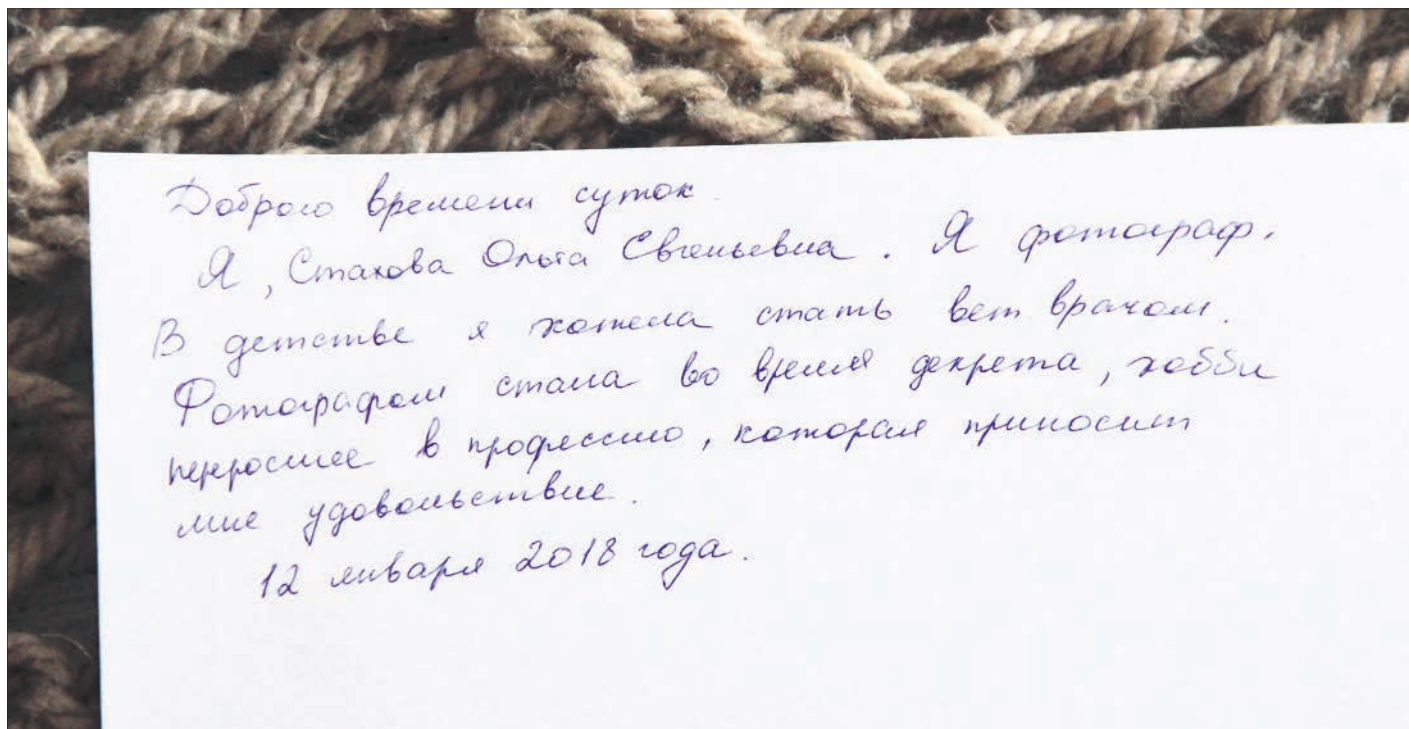 Доброго времени суток.
Я, Стахова Ольга Евгеньевна. Я фотограф.
В детстве я хотела стать вет врачом.
Фотографом стала во время декрета, хобби
переросшее в профессию, которая приносит
мне удовольствие.
12 января 2018 года.